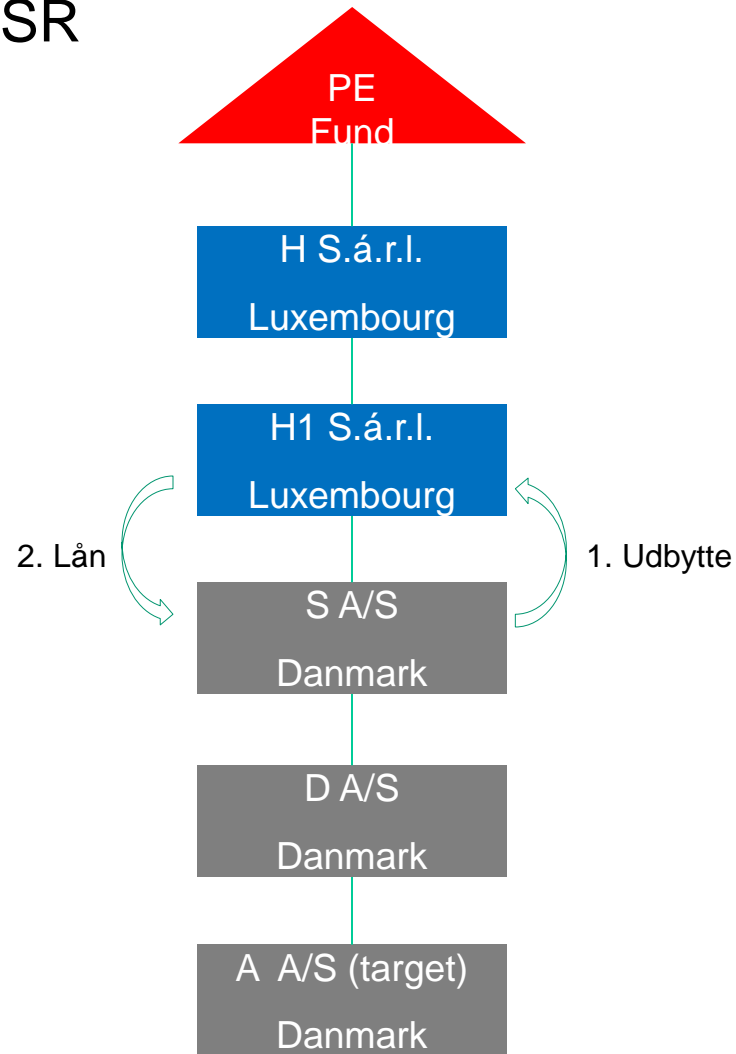 SR
PE
Fund
H S.á.r.l.
Luxembourg
H1 S.á.r.l.
Luxembourg
2. Lån
1. Udbytte
S A/S
Danmark
D A/S
Danmark
A A/S (target)
Danmark